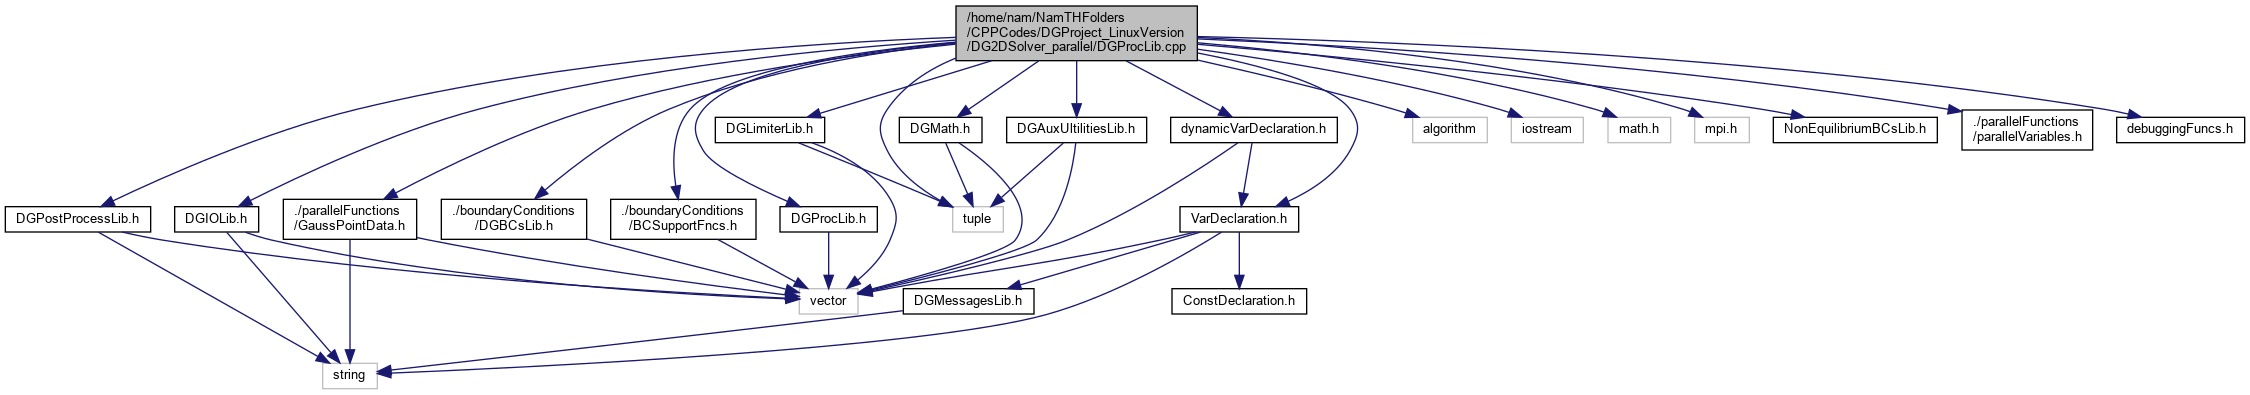 /home/nam/NamTHFolders
/CPPCodes/DGProject_LinuxVersion
/DG2DSolver_parallel/DGProcLib.cpp
DGLimiterLib.h
DGMath.h
DGAuxUltilitiesLib.h
dynamicVarDeclaration.h
algorithm
iostream
math.h
mpi.h
NonEquilibriumBCsLib.h
./parallelFunctions
/parallelVariables.h
debuggingFuncs.h
DGPostProcessLib.h
DGIOLib.h
./parallelFunctions
/GaussPointData.h
./boundaryConditions
/DGBCsLib.h
./boundaryConditions
/BCSupportFncs.h
DGProcLib.h
tuple
VarDeclaration.h
vector
DGMessagesLib.h
ConstDeclaration.h
string